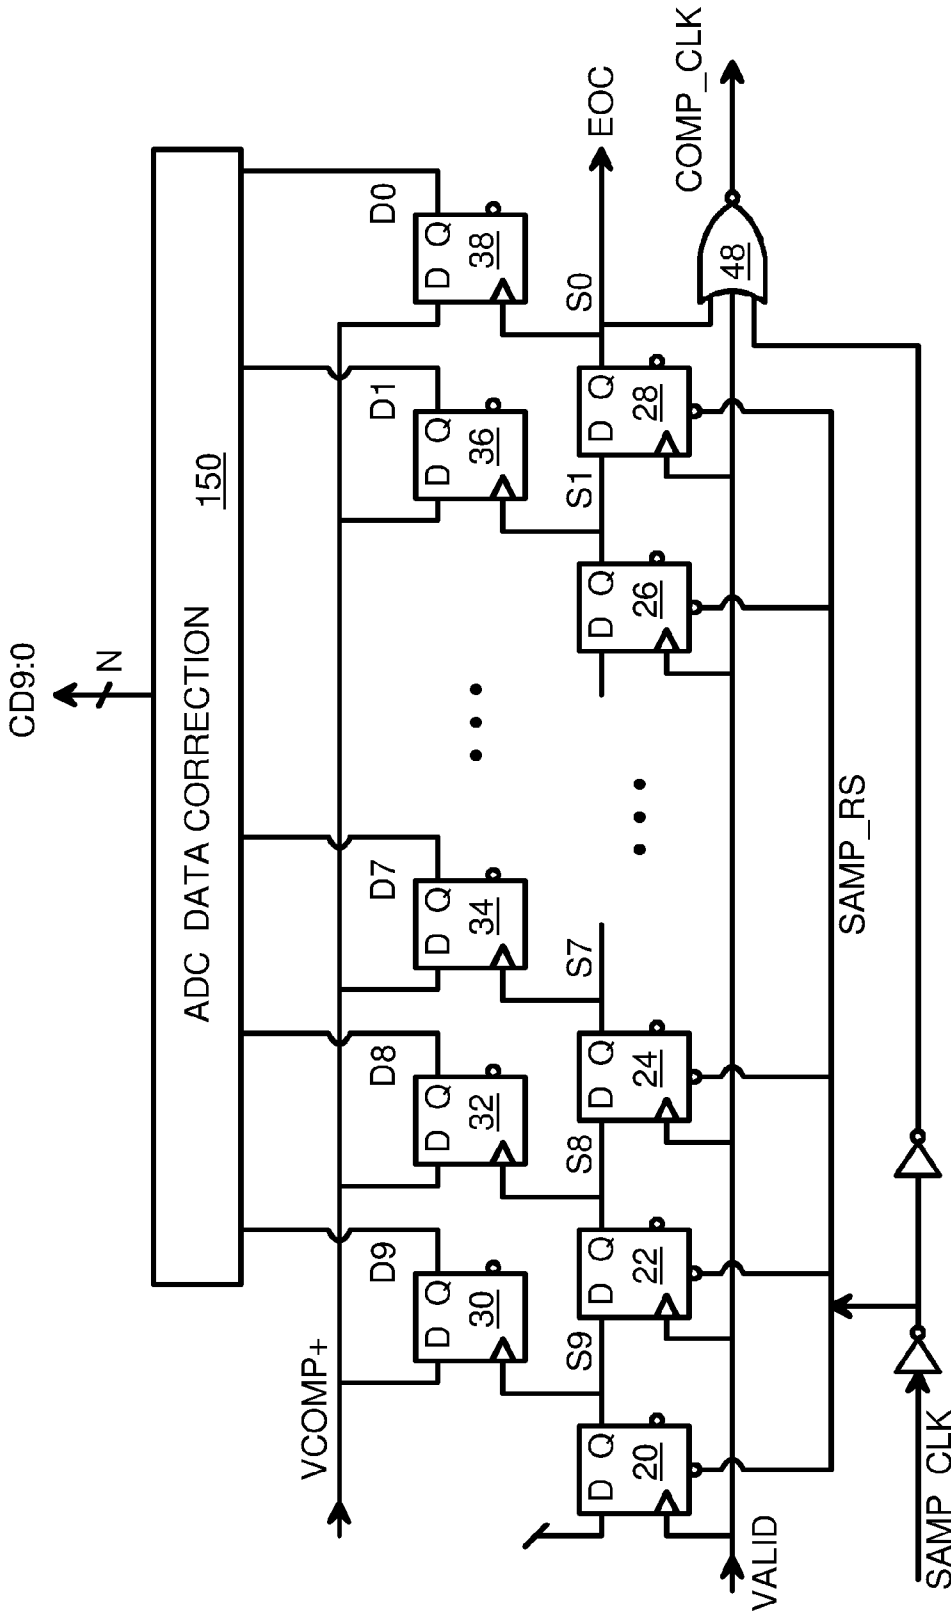 CD9:0
N
ADC DATA CORRECTION
150
VCOMP+
D9
D8
D7
D1
D0
D Q
30
D Q
32
D Q
34
D Q
36
D Q
38
S9
S8
S7
S1
S0
EOC
D Q
20
D Q
22
D Q
24
D Q
26
D Q
28
48
COMP_CLK
VALID
SAMP_RS
SAMP_CLK